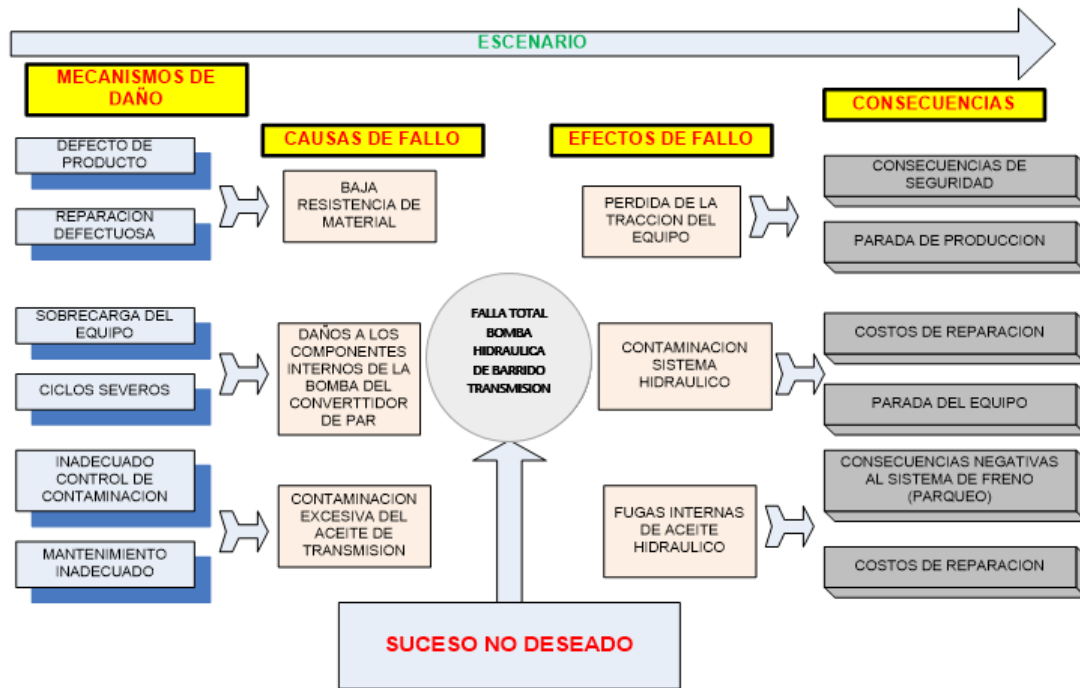 ESCENARIO
MECANISMOS DE
DAÑO
CAUSAS DE FALLO
EFECTOS DE FALLO
CONSECUENCIAS
DEFECTO DE
PRODUCTO
REPARACION
DEFECTUOSA
BAJA
RESISTENCIA DE
MATERIAL
PERDIDA DE LA
TRACCION DEL
EQUIPO
CONSECUENCIAS DE
SEGURIDAD
PARADA DE PRODUCCION
SOBRECARGA DEL
EQUIPO
CICLOS SEVEROS
DAÑOS A LOS
COMPONENTES
INTERNOS DE LA
BOMBA DEL
CONVERTTIDOR
DE PAR
FALLA TOTAL
BOMBA
HIDRAULICA
DE BARRIDO
TRANSMISION
CONTAMINACION
SISTEMA
HIDRAULICO
COSTOS DE REPARACION
PARADA DEL EQUIPO
INADECUADO
CONTROL DE
CONTAMINACION
MANTENIMIENTO
INADECUADO
CONTAMINACION
EXCESIVA DEL
ACEITE DE
TRANSMISION
FUGAS INTERNAS
DE ACEITE
HIDRAULICO
CONSECUENCIAS NEGATIVAS
AL SISTEMA DE FRENO
(PARQUEO)
COSTOS DE REPARACION
SUCESO NO DESEADO